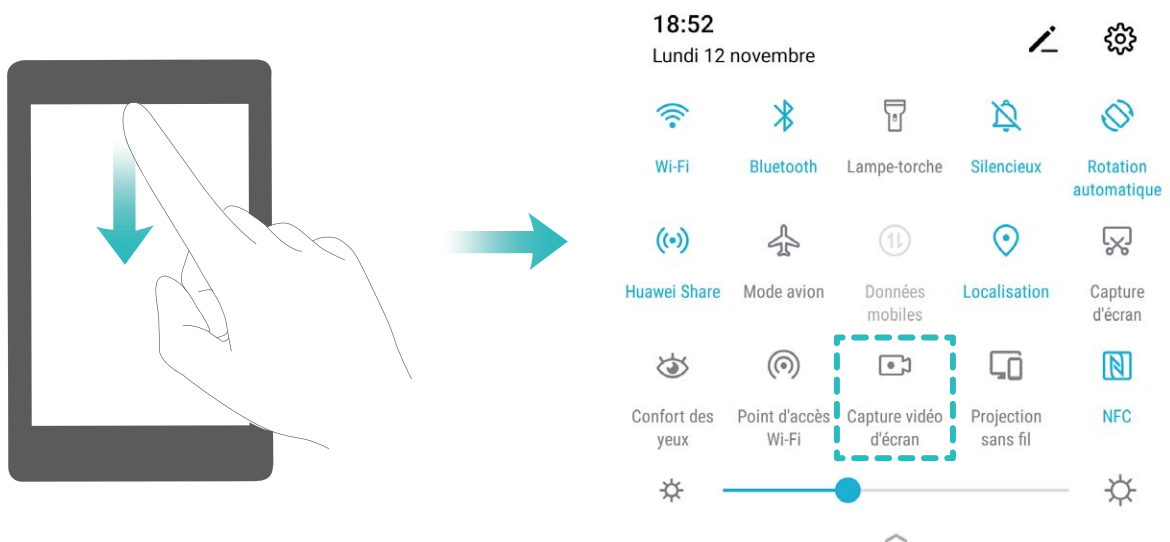 18:52
Lundi 12 novembre
Wi-Fi
Bluetooth
Lampe-torche
Silencieux
Rotation
automatique
Huawei Share
Mode avion
Données
mobiles
Localisation
Capture
d'écran
Confort des
yeux
Point d'accès
Wi-Fi
Capture vidéo
d'écran
Projection
sans fil
NFC